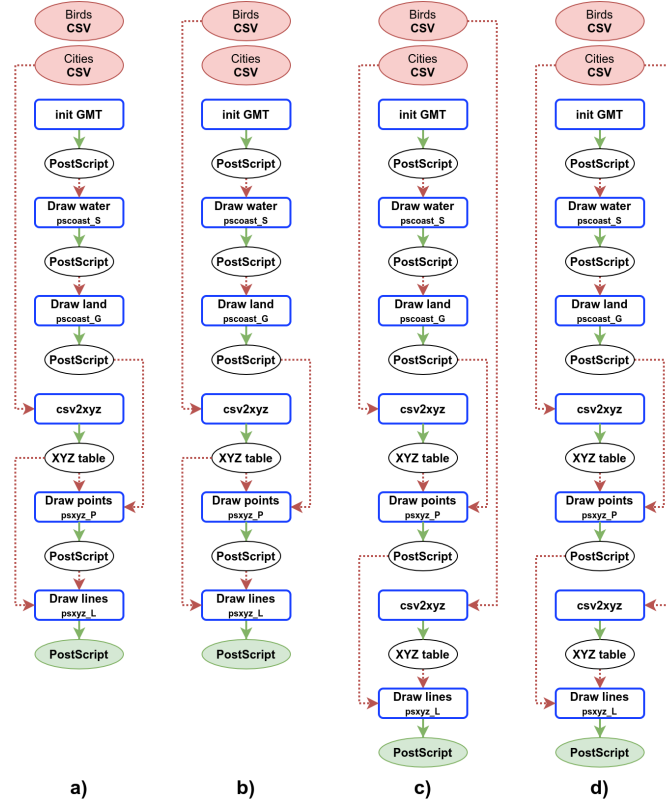 Birds
CSV
Cities
CSV
init GMT
PostScript
Draw water
pscoast_S
PostScript
Draw land
pscoast_G
PostScript
csv2xyz
XYZ table
Draw points
psxyz_P
PostScript
Draw lines
psxyz_L
PostScript
a)
Birds
CSV
Cities
CSV
init GMT
PostScript
Draw water
pscoast_S
PostScript
Draw land
pscoast_G
PostScript
csv2xyz
XYZ table
Draw points
psxyz_P
PostScript
Draw lines
psxyz_L
PostScript
b)
Birds
CSV
Cities
CSV
init GMT
PostScript
Draw water
pscoast_S
PostScript
Draw land
pscoast_G
PostScript
csv2xyz
XYZ table
Draw points
psxyz_P
PostScript
csv2xyz
XYZ table
Draw lines
psxyz_L
PostScript
c)
Birds
CSV
Cities
CSV
init GMT
PostScript
Draw water
pscoast_S
PostScript
Draw land
pscoast_G
PostScript
csv2xyz
XYZ table
Draw points
psxyz_P
PostScript
csv2xyz
XYZ table
Draw lines
psxyz_L
PostScript
d)